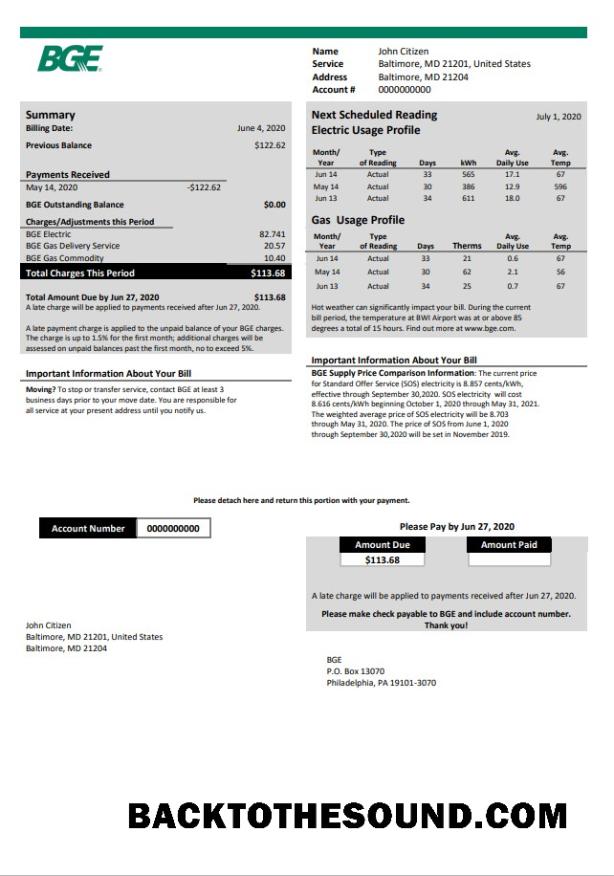 BGE
Name John Citizen
Service Baltimore, MD 21201, United States
Address Baltimore, MD 21204
Account # 0000000000
Summary
Billing Date: June 4, 2020
Previous Balance $122.62
Payments Received
May 14, 2020 -$122.62
BGE Outstanding Balance $0.00
Charges/Adjustments this Period
BGE Electric 82.741
BGE Gas Delivery Service 20.57
BGE Gas Commodity 10.40
Total Charges This Period $113.68
Total Amount Due by Jun 27, 2020 $113.68
A late charge will be applied to payments received after Jun 27, 2020.
A late payment charge is applied to the unpaid balance of your BGE charges.
The charge is up to 1.5% for the first month; additional charges will be
assessed on unpaid balances past the first month, no to exceed 5%.
Important Information About Your Bill
Moving? To stop or transfer service, contact BGE at least 3
business days prior to your move date. You are responsible for
all service at your present address until you notify us.
Next Scheduled Reading July 1, 2020
Electric Usage Profile
Month/ Type Avg. Avg.
Year of Reading Days kWh Daily Use Temp
Jun 14 Actual 33 565 17.1 67
May 14 Actual 30 386 12.9 596
Jun 13 Actual 34 611 18.0 67
Gas Usage Profile
Month/ Type Avg. Avg.
Year of Reading Days Therms Daily Use Temp
Jun 14 Actual 33 21 0.6 67
May 14 Actual 30 62 2.1 56
Jun 13 Actual 34 25 0.7 67
Hot weather can significantly impact your bill. During the current
bill period, the temperature at BWI Airport was at or above 85
degrees a total of 15 hours. Find out more at www.bge.com.
Important Information About Your Bill
BGE Supply Price Comparison Information: The current price
for Standard Offer Service (SOS) electricity is 8.857 cents/kWh,
effective through September 30,2020. SOS electricity will cost
8.616 cents/kWh beginning October 1, 2020 through May 31, 2021.
The weighted average price of SOS electricity will be 8.703
through May 31, 2020. The price of SOS from June 1, 2020
through September 30,2020 will be set in November 2019.
Please detach here and return this portion with your payment.
Account Number 0000000000
Please Pay by Jun 27, 2020
Amount Due Amount Paid
$113.68
A late charge will be applied to payments received after Jun 27, 2020.
Please make check payable to BGE and include account number.
Thank you!
John Citizen
Baltimore, MD 21201, United States
Baltimore, MD 21204
BGE
P.O. Box 13070
Philadelphia, PA 19101-3070
BACKTOTHESOUND.COM